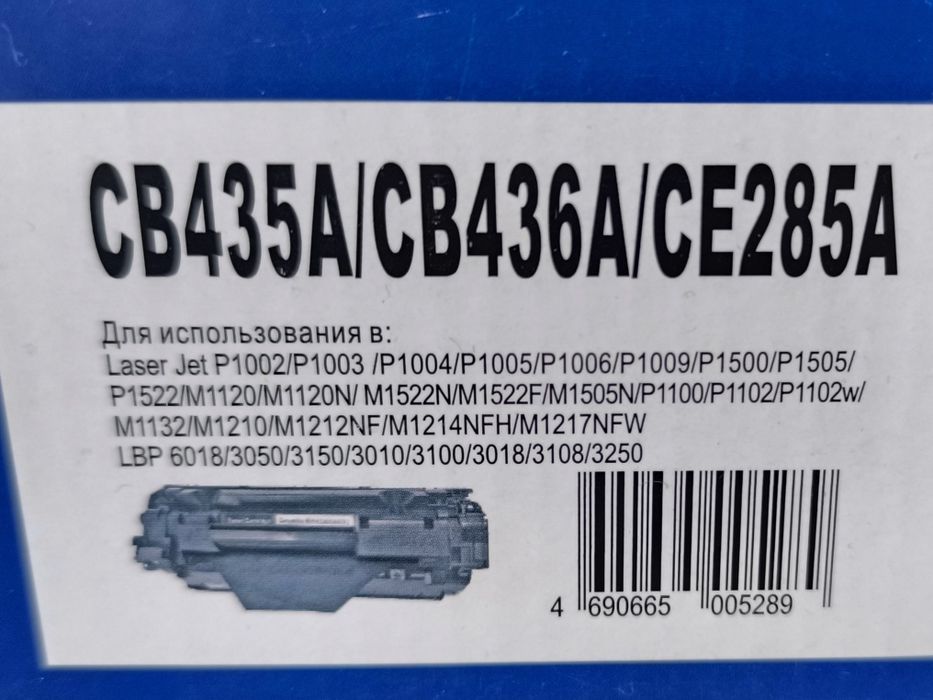 CB435A/CB436A/CE285A
Для использования в:
Laser Jet P1002/P1003 /P1004/P1005/P1006/P1009/P1500/P1505/
P1522/M1120/M1120N/ M1522N/M1522F/M1505N/P1100/P1102/P1102w/
M1132/M1210/M1212NF/M1214NFH/M1217NFW
LBP 6018/3050/3150/3010/3100/3018/3108/3250
4 690665 005289